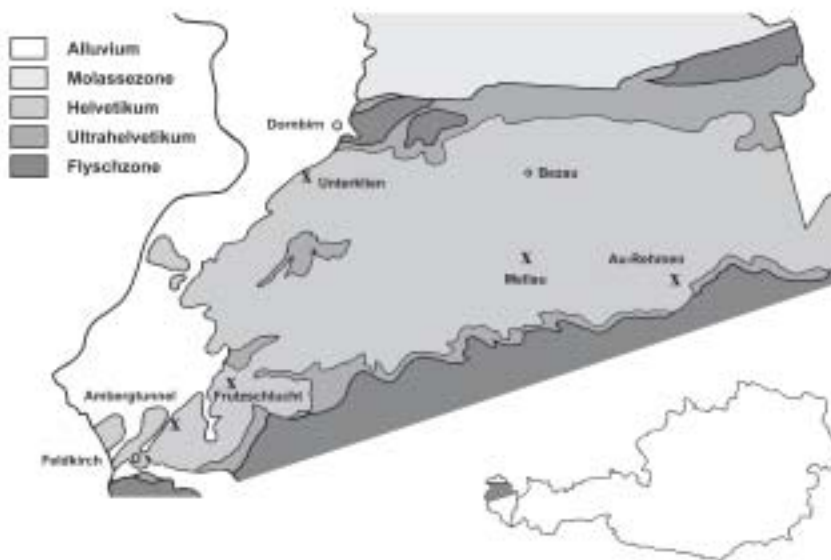 Alluvium
Molassezone
Helvetikum
Ultrahelvetikum
Flyschzone
Dornbirn
X
Unterklien
Bezau
X
Mellau
Au-Rehmen
X
X
Ambergtunnel
Frutzschlucht
X
Feldkirch